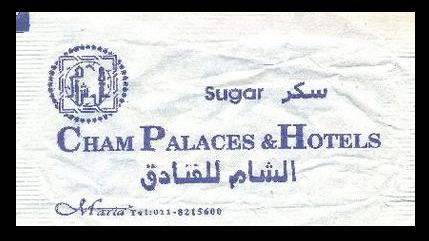 Sugar سكر
CHAM PALACES & HOTELS
الشام للفنادق
Maria Tel:011-8215600